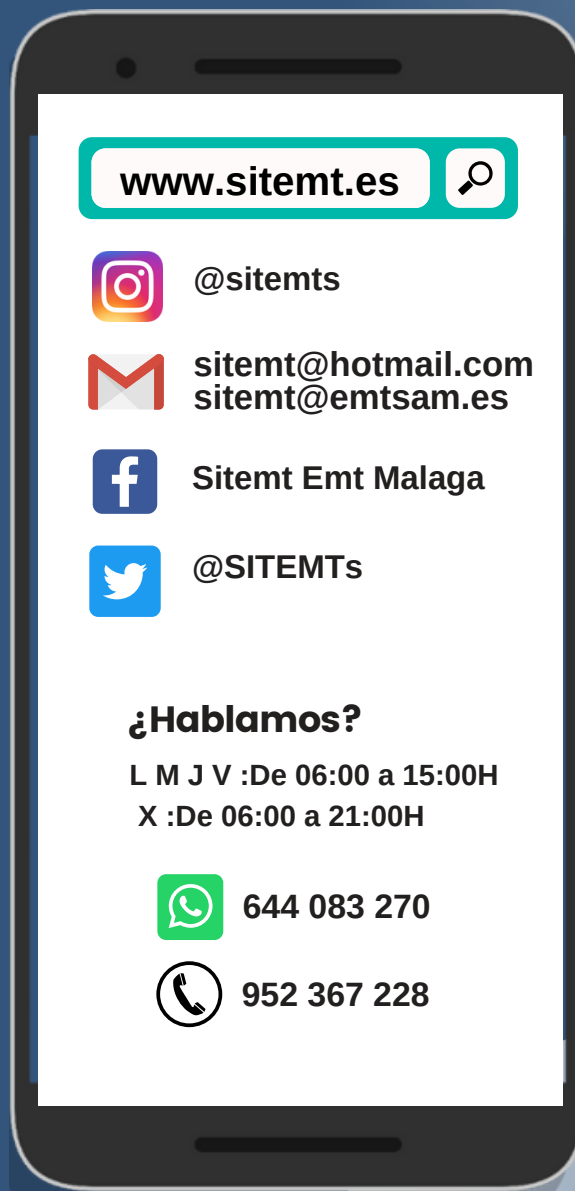 www.sitemt.es
@sitemts
sitemt@hotmail.com
sitemt@emtsam.es
Sitemt Emt Malaga
@SITEMTs
¿Hablamos?
L M J V :De 06:00 a 15:00H
X :De 06:00 a 21:00H
644 083 270
952 367 228